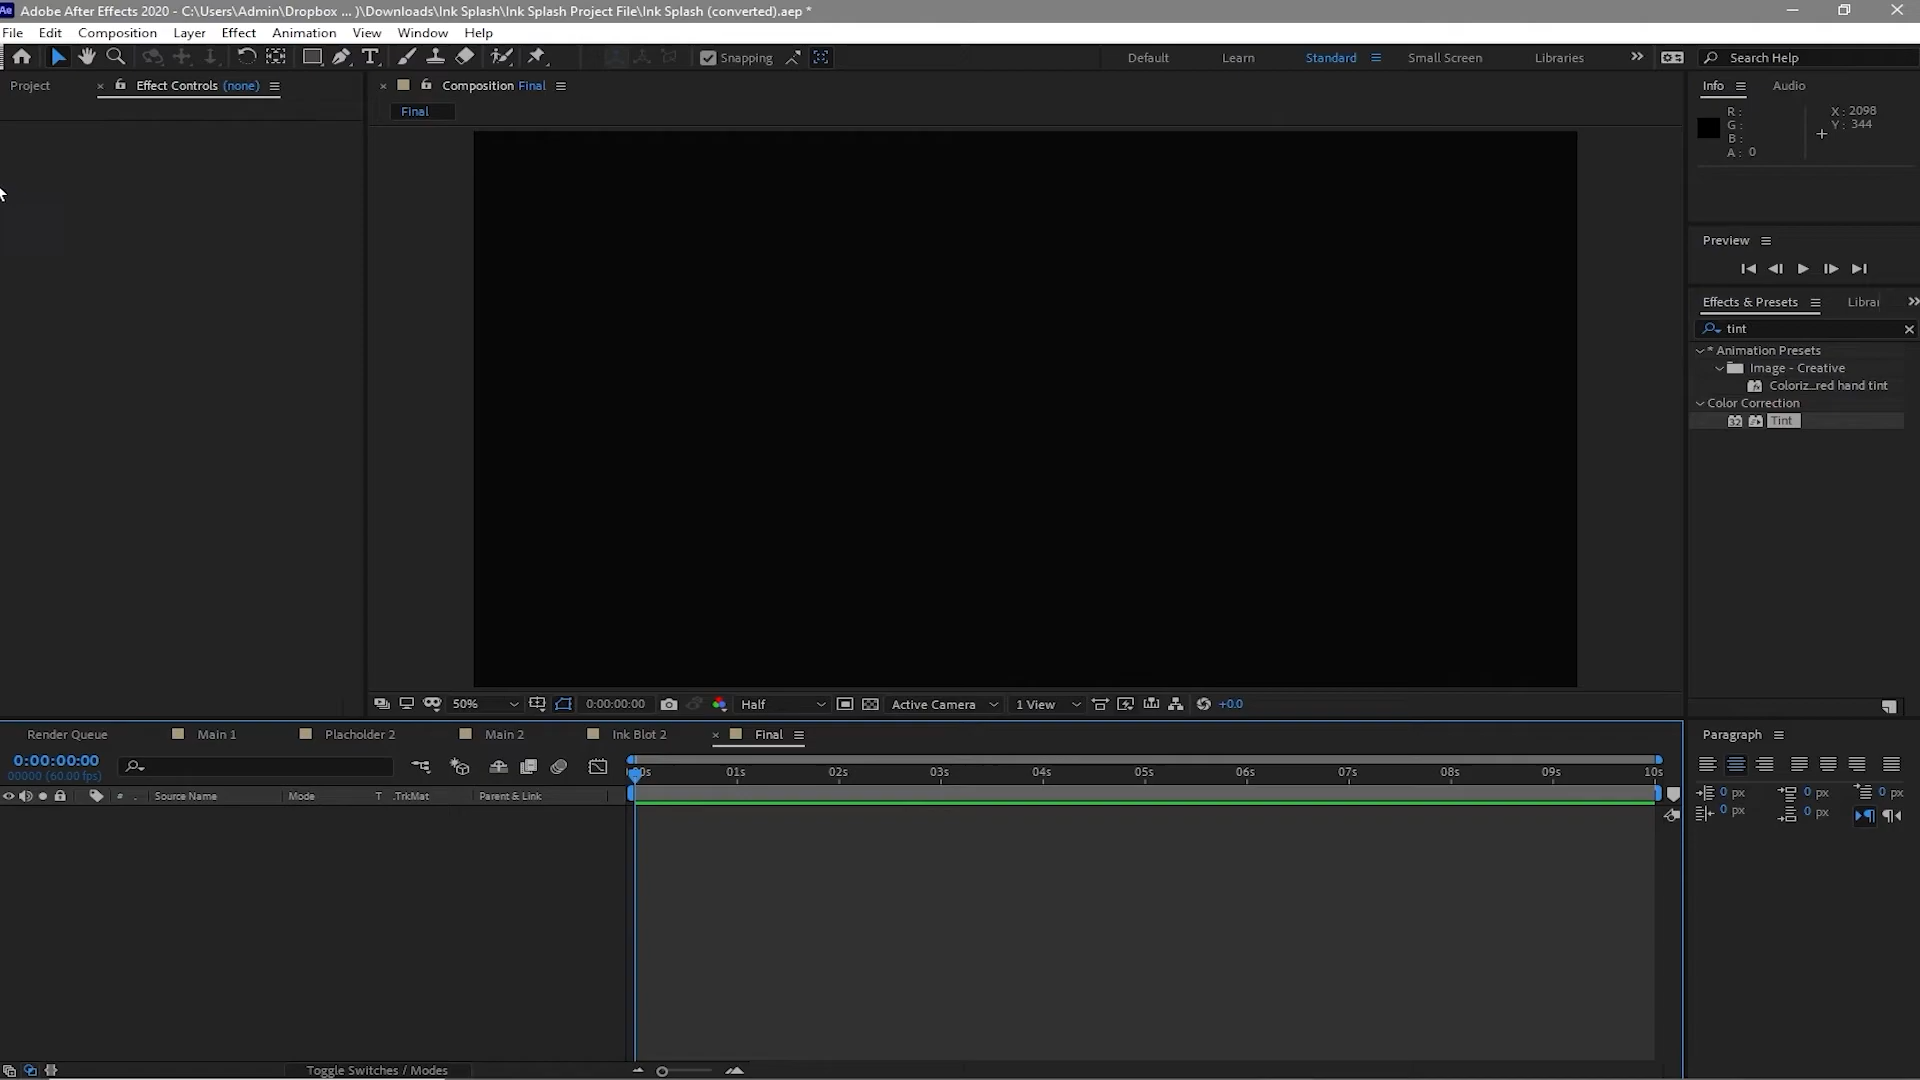 Ae Adobe After Effects 2020 - C:\Users\Admin\Dropbox ... )\Downloads\Ink Splash\Ink Splash Project File\Ink Splash (converted).aep *
File Edit Composition Layer Effect Animation View Window Help
T Snapping Default Learn Standard Small Screen Libraries Search Help
Project Effect Controls (none) Composition Final Info Audio
Final
R :
G :
B :
A : 0
X : 2098
Y : 344
Preview
Effects & Presets Librai
tint
* Animation Presets
Image - Creative
Coloriz_red hand tint
Color Correction
32 Tint
50% 0:00:00:00 Half Active Camera 1 View +0.0
Render Queue Main 1 Placholder 2 Main 2 Ink Blot 2 Final
Paragraph
0:00:00:00
00000 (60.00 fps)
00s 01s 02s 03s 04s 05s 06s 07s 08s 09s 10s
# . Source Name Mode T .TrkMat Parent & Link
0 px 0 px 0 px
0 px 0 px
Toggle Switches / Modes